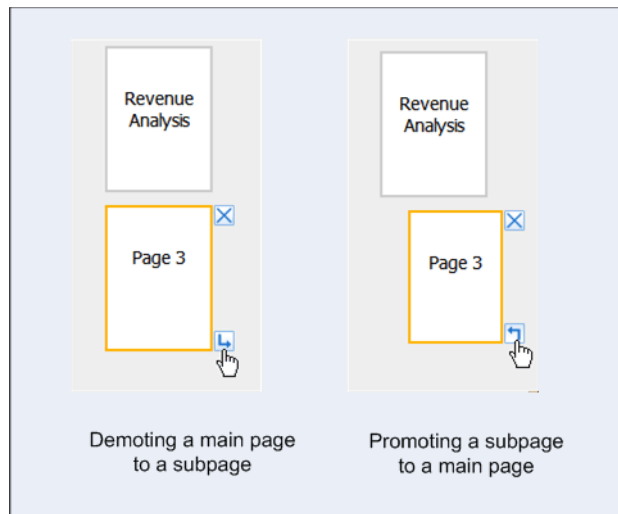 Revenue
Analysis
Page 3
Demoting a main page
to a subpage
Revenue
Analysis
Page 3
Promoting a subpage
to a main page